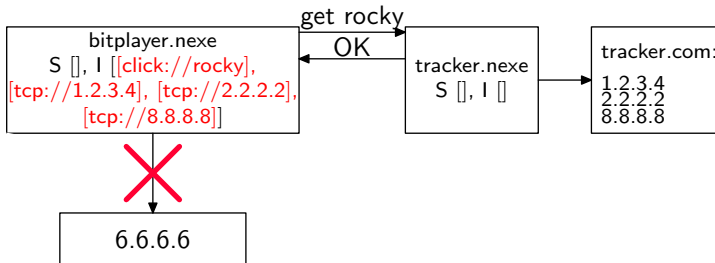 get rocky
OK
bitplayer.nexe
S [], I [[click://rocky],
[tcp://1.2.3.4], [tcp://2.2.2.2],
[tcp://8.8.8.8]]
tracker.nexe
S [], I []
tracker.com:
1.2.3.4
2.2.2.2
8.8.8.8
6.6.6.6